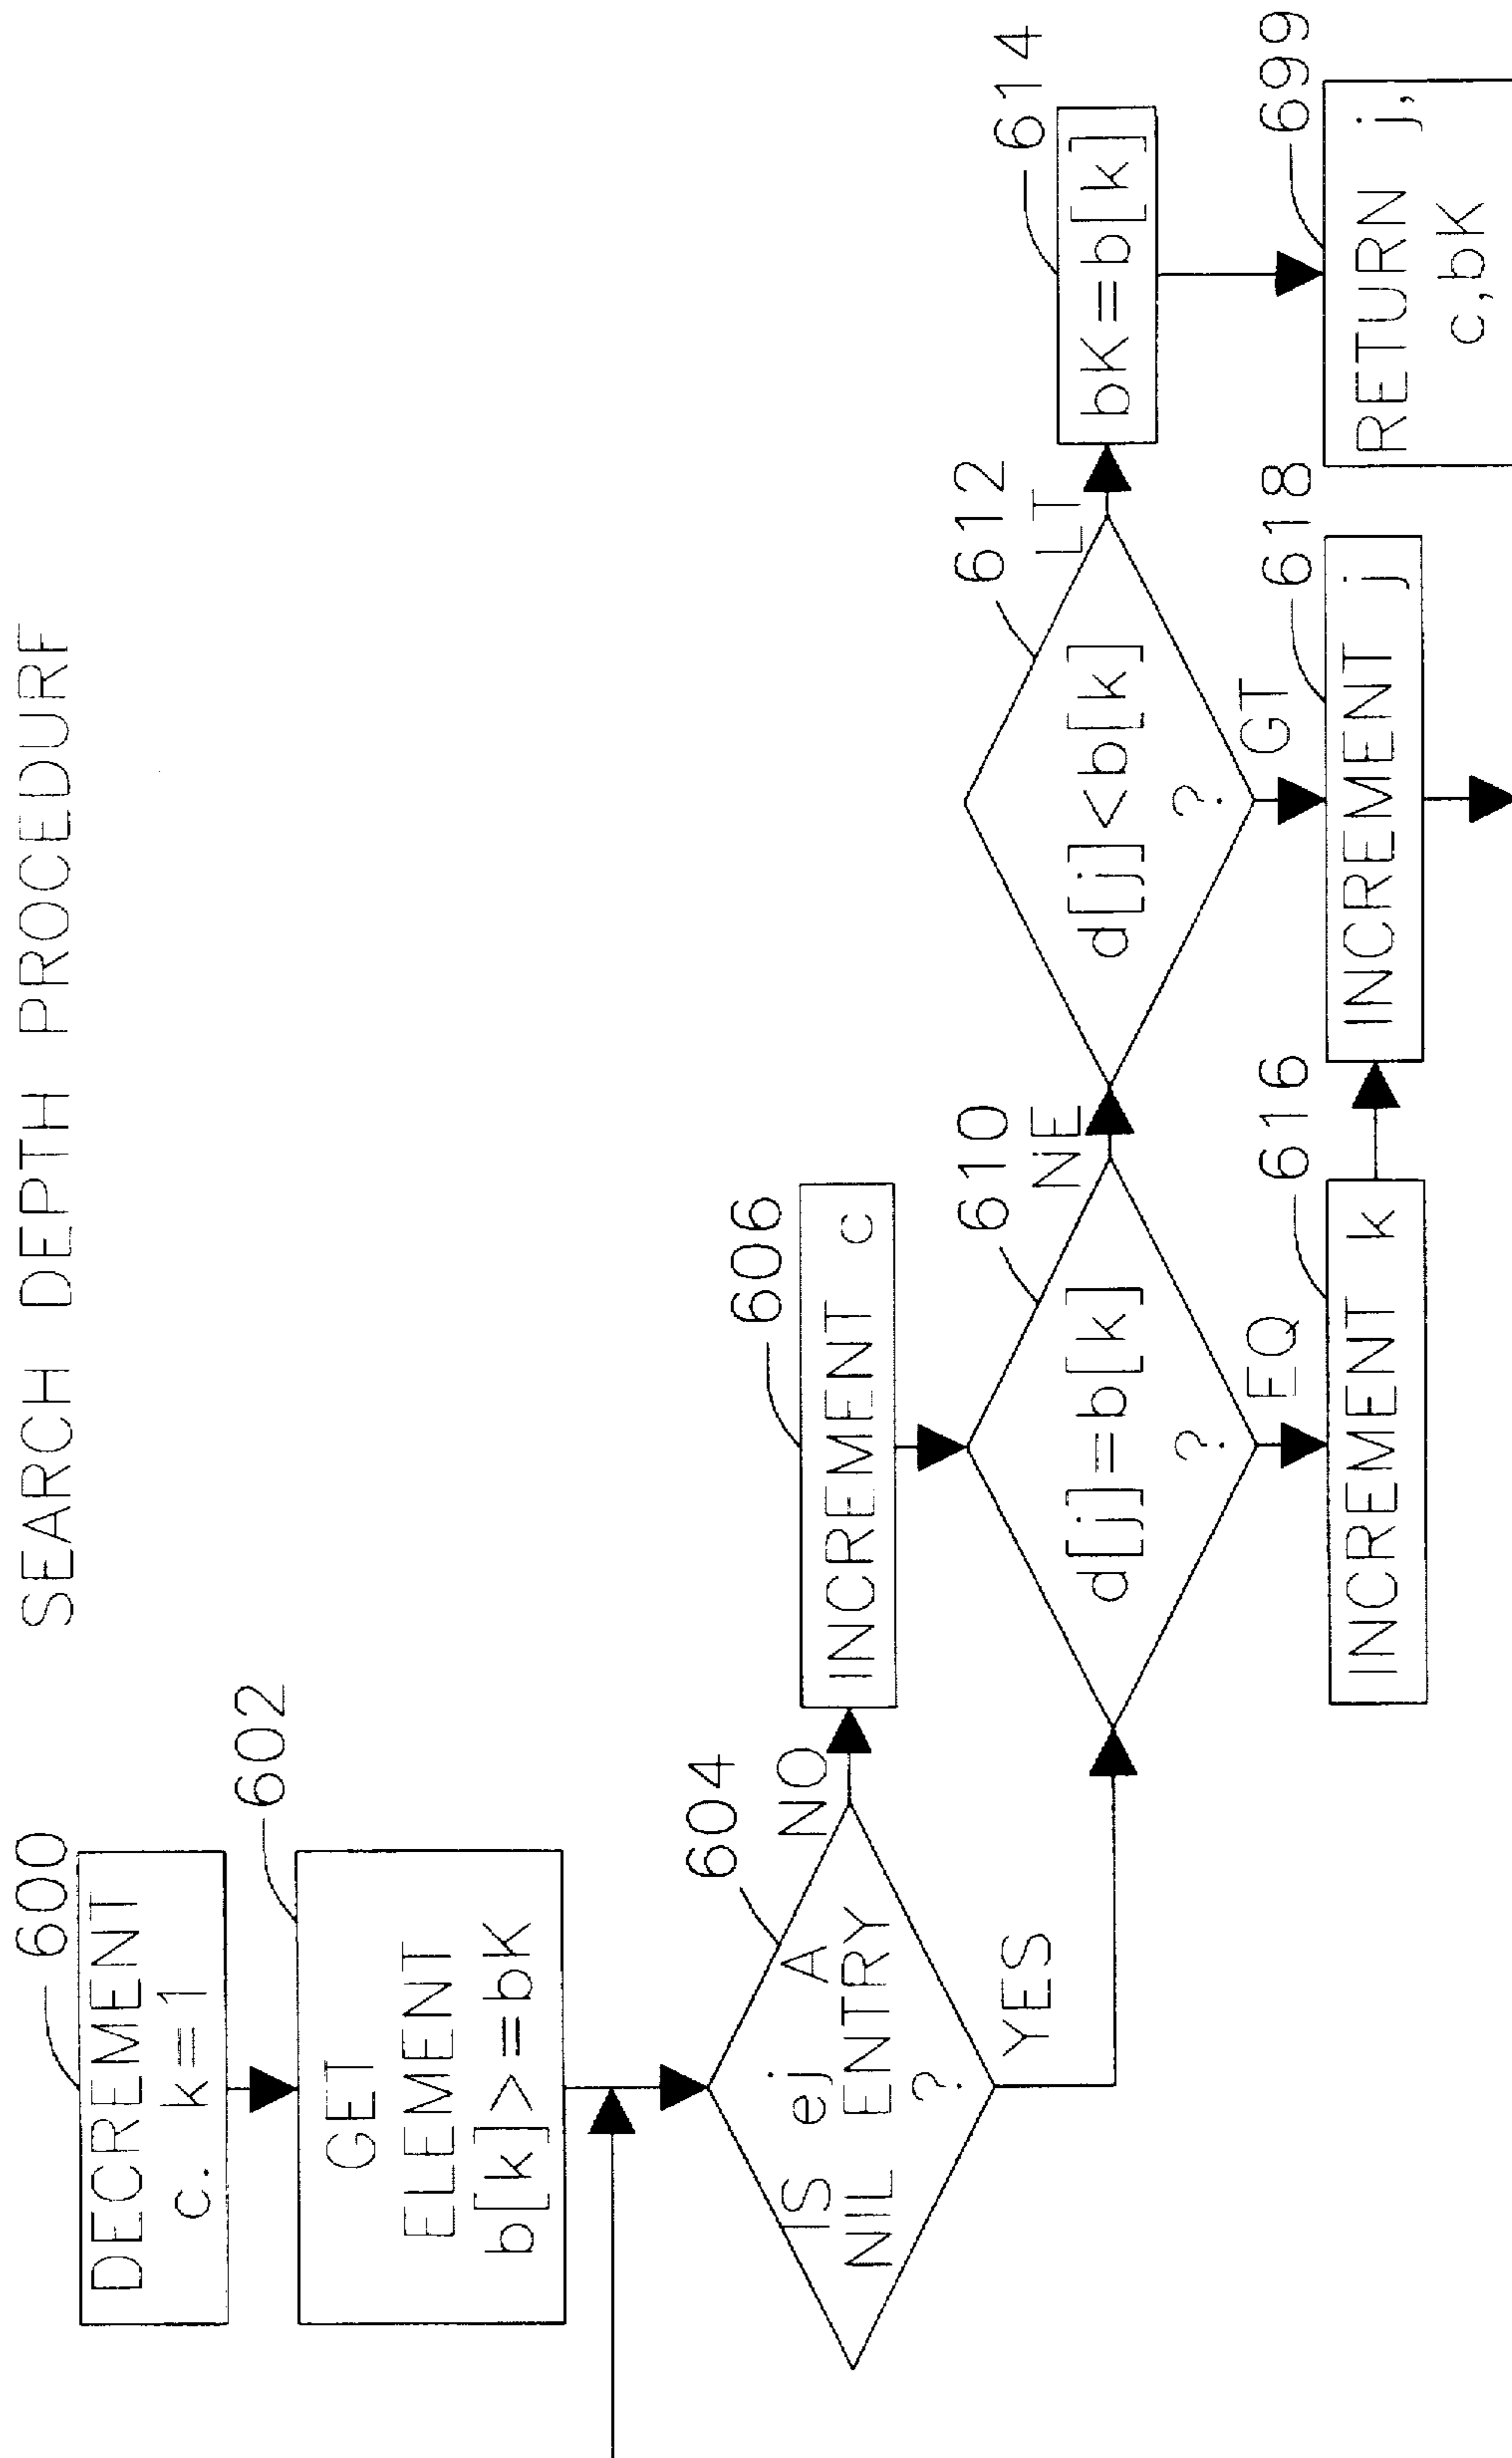 SEARCH DEPTH PROCEDURE
600
DECREMENT
c. k=1
602
GET
ELEMENT
b[k]>=bK
604
IS ej A
NIL ENTRY
?
NO
YES
606
INCREMENT c
610
d[j]=b[k]
?
NE
EQ
612
d[j]<b[k]
?
LT
GT
614
bK=b[k]
616
INCREMENT k
618
INCREMENT j
699
RETURN j,
c,bK